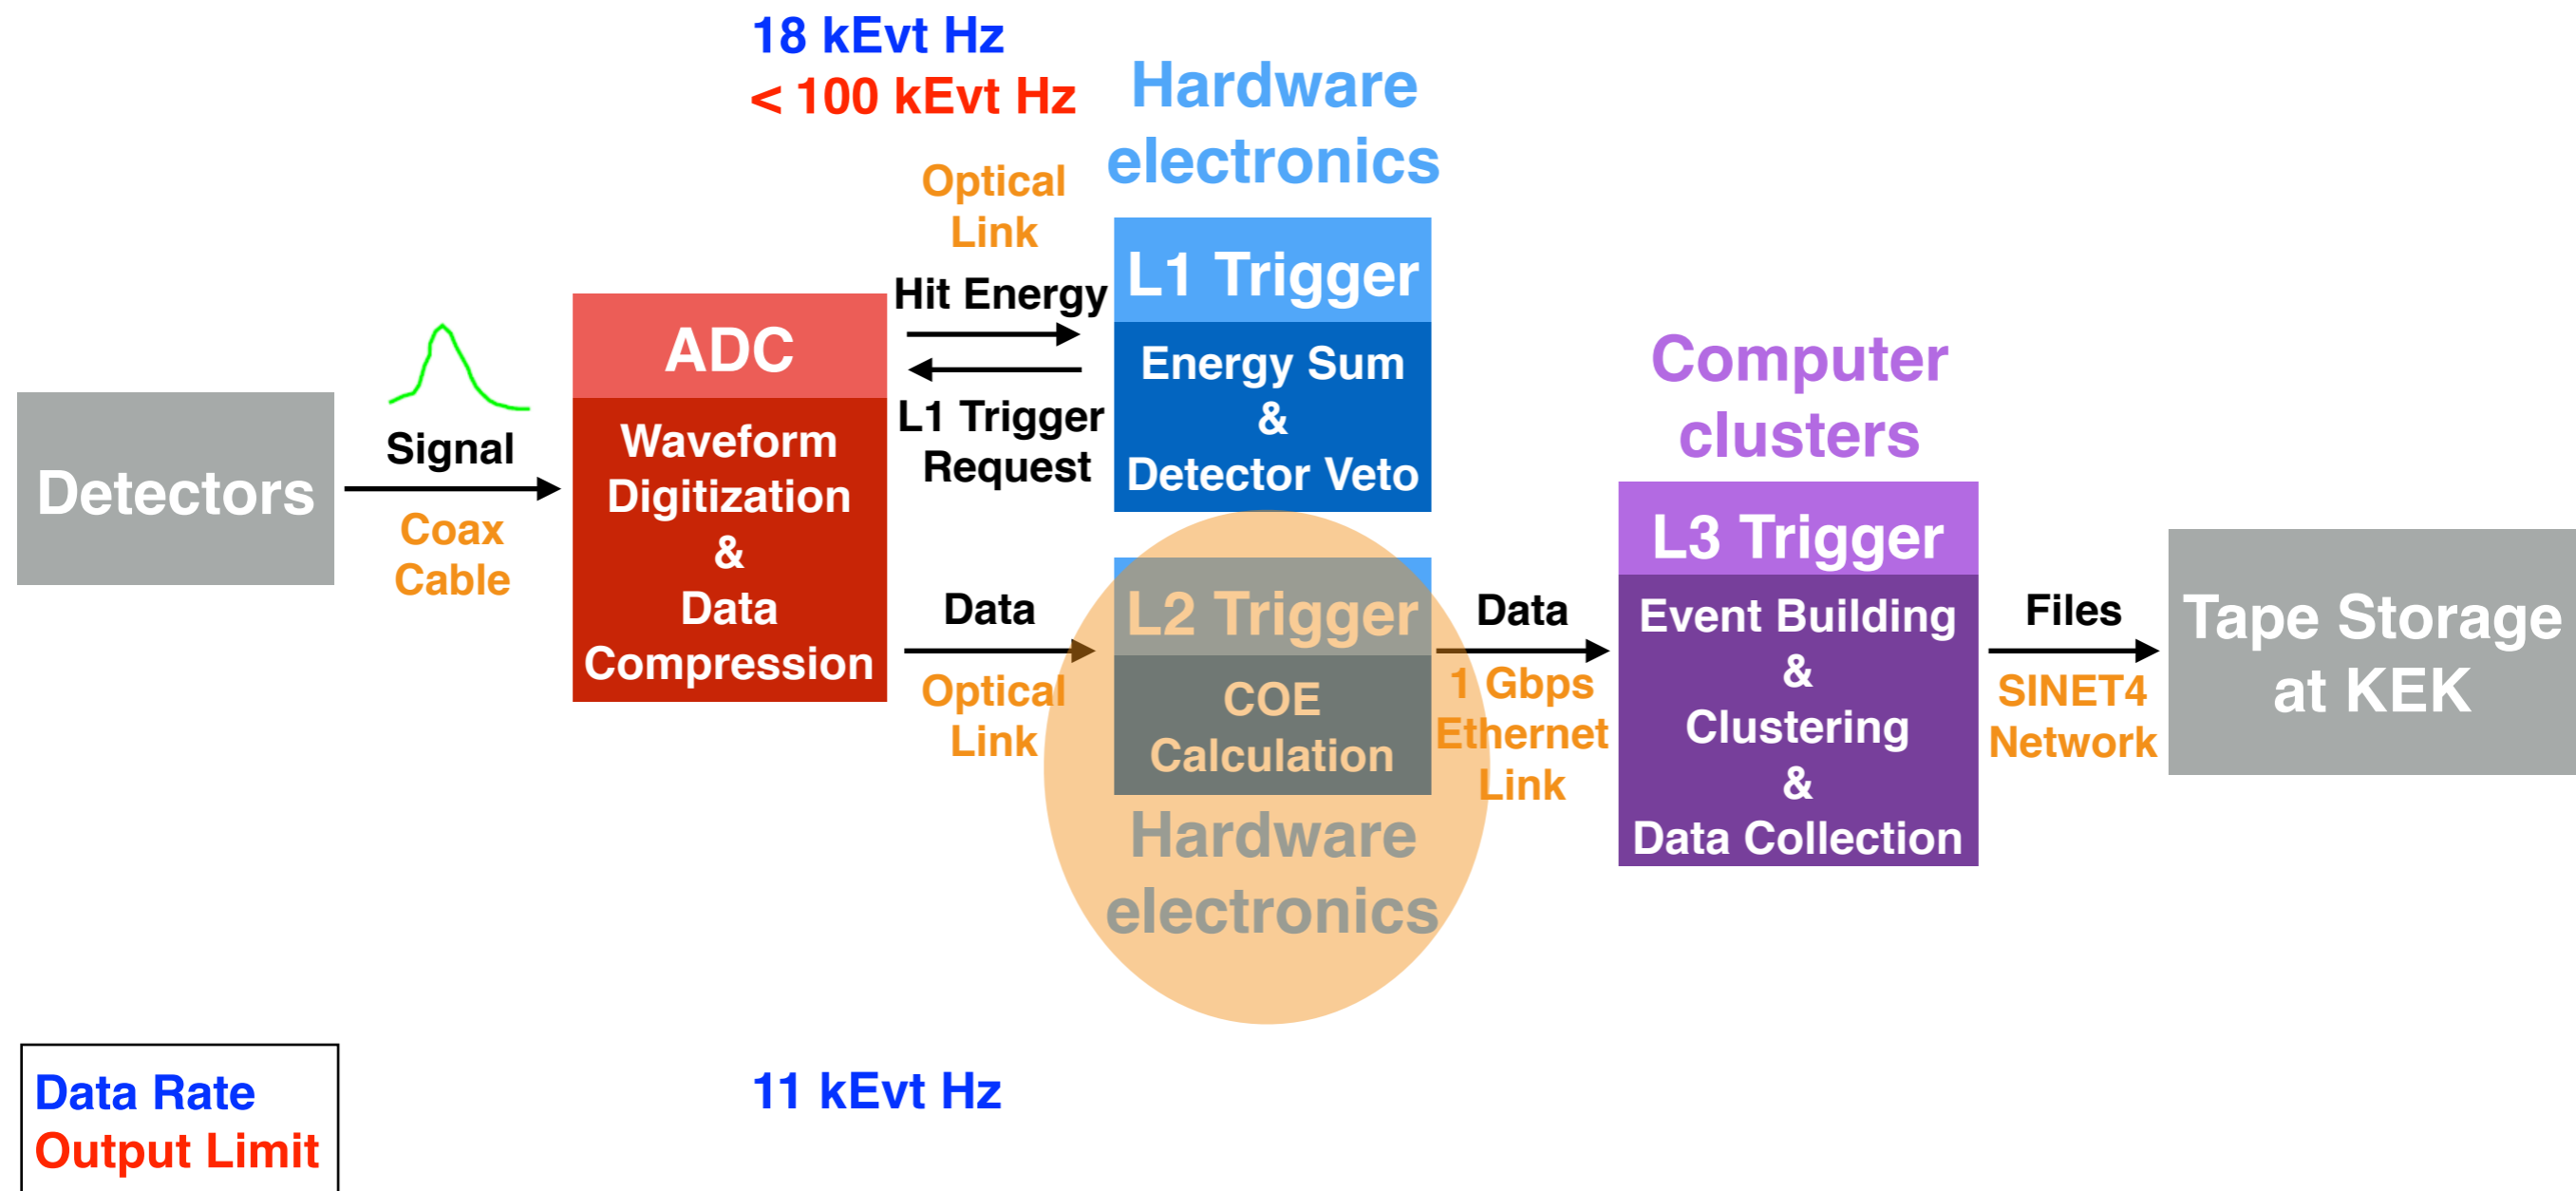 18 kEvt Hz
< 100 kEvt Hz
Hardware
electronics
Optical
Link
Hit Energy
L1 Trigger
Request
L1 Trigger
Energy Sum
&
Detector Veto
ADC
Waveform
Digitization
&
Data
Compression
Detectors
Signal
Coax
Cable
Data
Optical
Link
L2 Trigger
COE
Calculation
Hardware
electronics
Data
1 Gbps
Ethernet
Link
Computer
clusters
L3 Trigger
Event Building
&
Clustering
&
Data Collection
Files
SINET4
Network
Tape Storage
at KEK
11 kEvt Hz
Data Rate
Output Limit